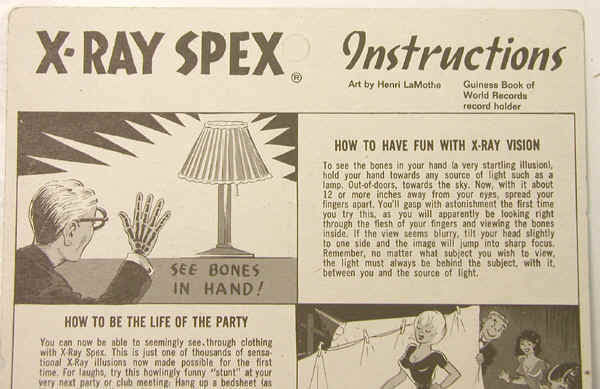 X-RAY SPEX ®
Instructions
Art by Henri LaMothe
Guiness Book of
World Records
record holder
SEE BONES
IN HAND!
HOW TO HAVE FUN WITH X-RAY VISION
To see the bones in your hand (a very startling illusion),
hold your hand towards any source of light such as a
lamp. Out-of-doors, towards the sky. Now, with it about
12 or more inches away from your eyes, spread your
fingers apart. You'll gasp with astonishment the first time
you try this, as you will apparently be looking right
through the flesh of your fingers and viewing the bones
inside. If the view seems blurry, tilt your head slightly
to one side and the image will jump into sharp focus.
Remember, no matter what subject you wish to view,
the light must always be behind the subject, with it,
between you and the source of light.
HOW TO BE THE LIFE OF THE PARTY
You can now be able to seemingly see through clothing
with X-Ray Spex. This is just one of thousands of sensa-
tional X-Ray illusions now made possible for the first
time. For laughs, try this howlingly funny "stunt" at your
very next party or club meeting: Hang up a bedsheet (as